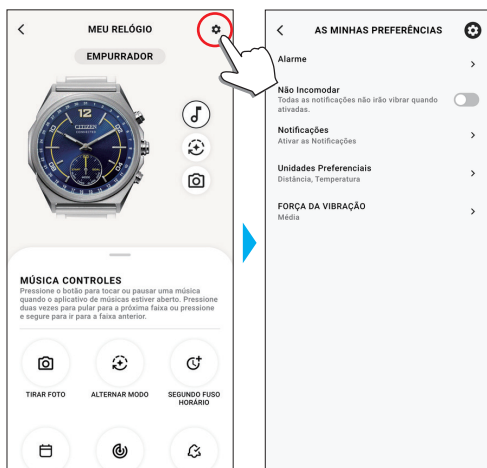 MEU RELÓGIO
EMPURRADOR
12
CITIZEN
CONNECTED
MÚSICA CONTROLES
Pressione o botão para tocar ou pausar uma música
quando o aplicativo de músicas estiver aberto. Pressione
duas vezes para pular para a próxima faixa ou pressione
e segure para ir para a faixa anterior.
TIRAR FOTO
ALTERNAR MODO
SEGUNDO FUSO
HORÁRIO
AS MINHAS PREFERÊNCIAS
Alarme
Não Incomodar
Todas as notificações não irão vibrar quando
ativadas.
Notificações
Ativar as Notificações
Unidades Preferenciais
Distância, Temperatura
FORÇA DA VIBRAÇÃO
Média